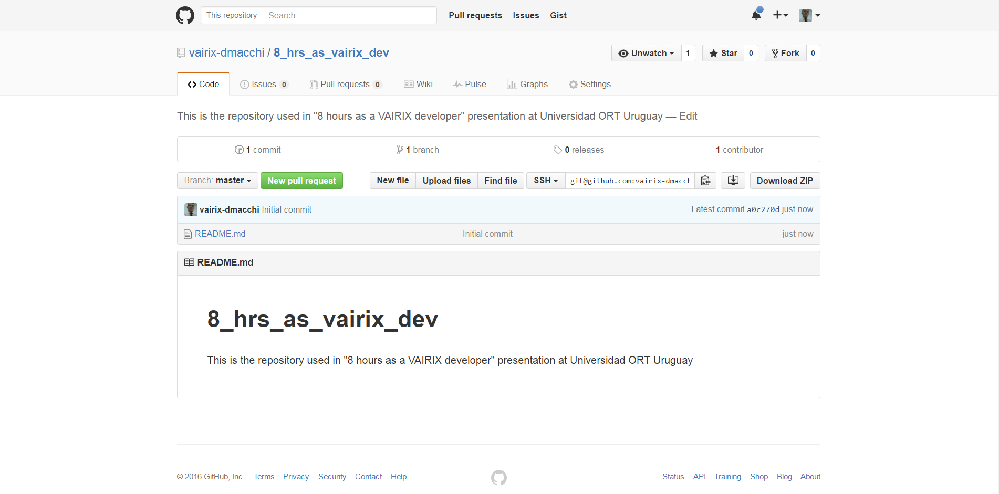 This repository Search Pull requests Issues Gist
vairix-dmacchi / 8_hrs_as_vairix_dev Unwatch 1 Star 0 Fork 0
Code Issues 0 Pull requests 0 Wiki Pulse Graphs Settings
This is the repository used in "8 hours as a VAIRIX developer" presentation at Universidad ORT Uruguay — Edit
1 commit 1 branch 0 releases 1 contributor
Branch: master New pull request New file Upload files Find file SSH git@github.com:vairix-dmacch Download ZIP
vairix-dmacchi Initial commit Latest commit a0c270d just now
README.md Initial commit just now
README.md
8_hrs_as_vairix_dev
This is the repository used in "8 hours as a VAIRIX developer" presentation at Universidad ORT Uruguay
© 2016 GitHub, Inc. Terms Privacy Security Contact Help Status API Training Shop Blog About